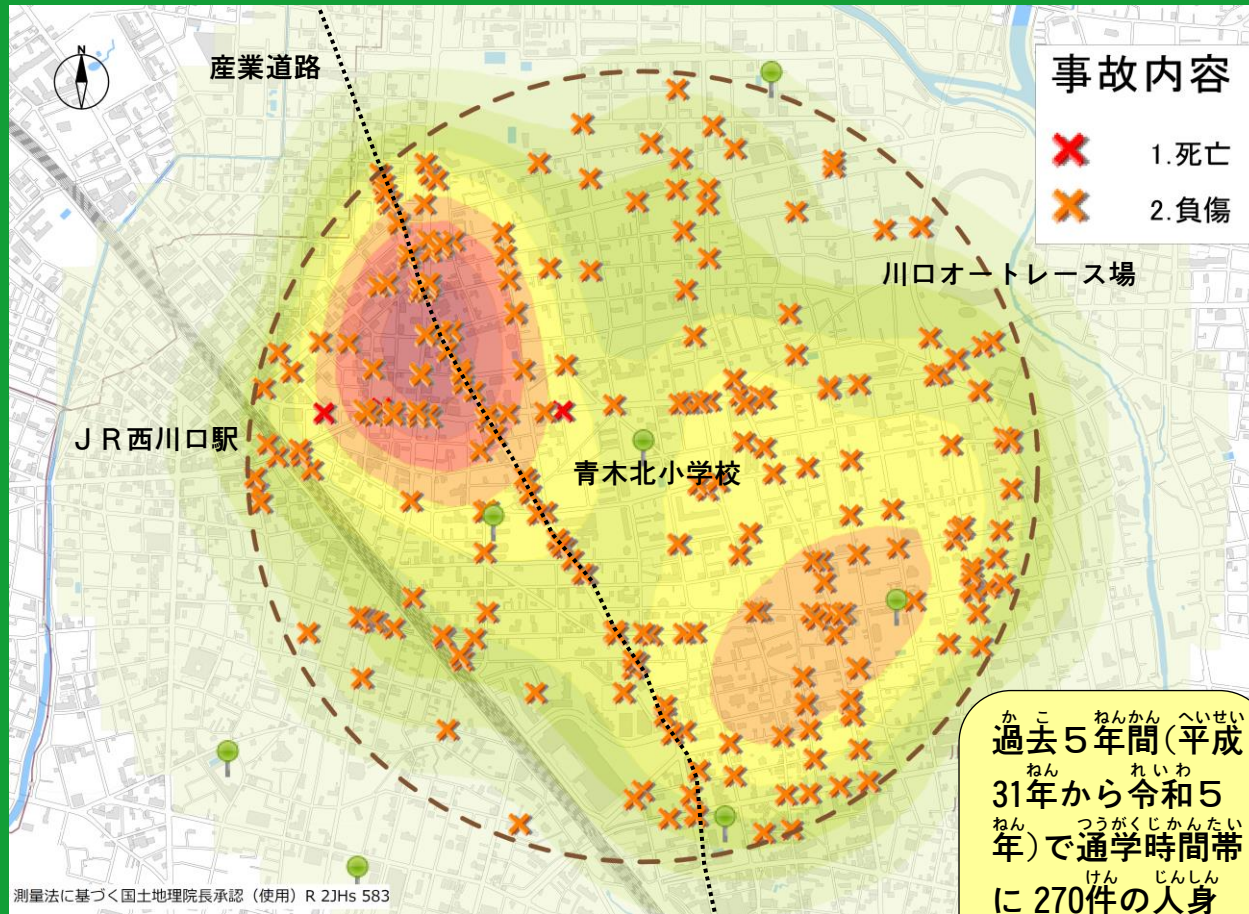 N
産業道路
事故内容
1.死亡
2.負傷
川口オートレース場
ＪＲ西川口駅
青木北小学校
かこ ねんかん へいせい
過去５年間(平成
ねん れいわ
31年から令和５
ねん つうがくじかんたい
年)で通学時間帯
けん じんしん
に 270件の人身
測量法に基づく国土地理院長承認（使用）R 2JHs 583